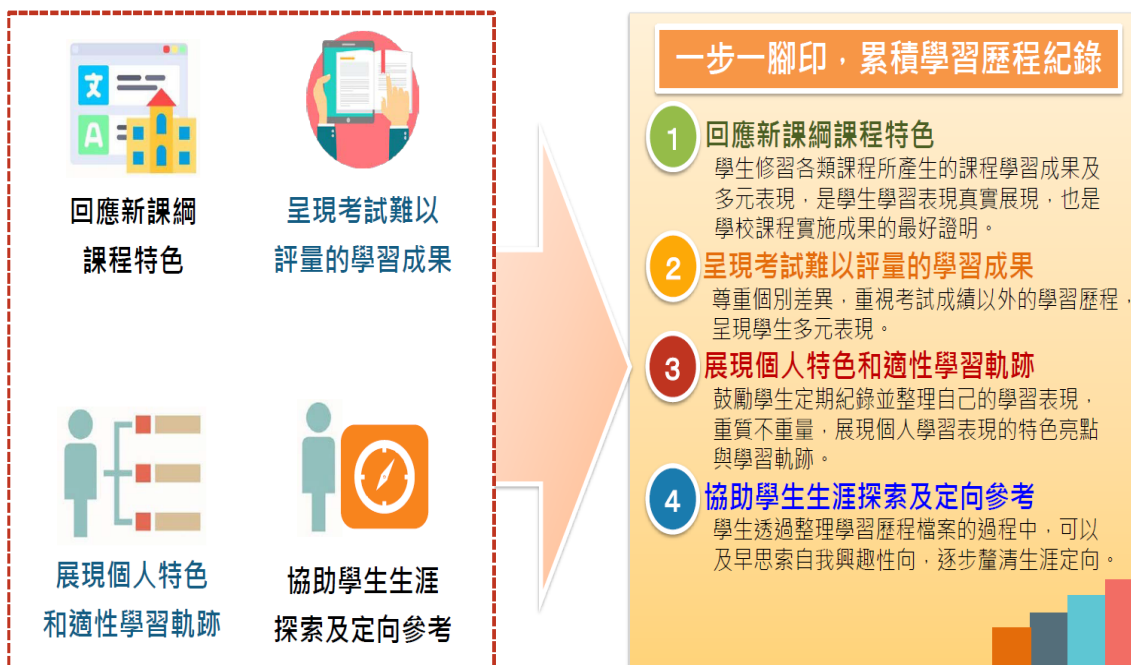 文
A
回應新課綱
課程特色
呈現考試難以
評量的學習成果
展現個人特色
和適性學習軌跡
協助學生生涯
探索及定向參考
一步一腳印，累積學習歷程紀錄
1 回應新課綱課程特色
學生修習各類課程所產生的課程學習成果及
多元表現，是學生學習表現真實展現，也是
學校課程實施成果的最好證明。
2 呈現考試難以評量的學習成果
尊重個別差異，重視考試成績以外的學習歷程，
呈現學生多元表現。
3 展現個人特色和適性學習軌跡
鼓勵學生定期紀錄並整理自己的學習表現，
重質不重量，展現個人學習表現的特色亮點
與學習軌跡。
4 協助學生生涯探索及定向參考
學生透過整理學習歷程檔案的過程中，可以
及早思索自我興趣性向，逐步釐清生涯定向。